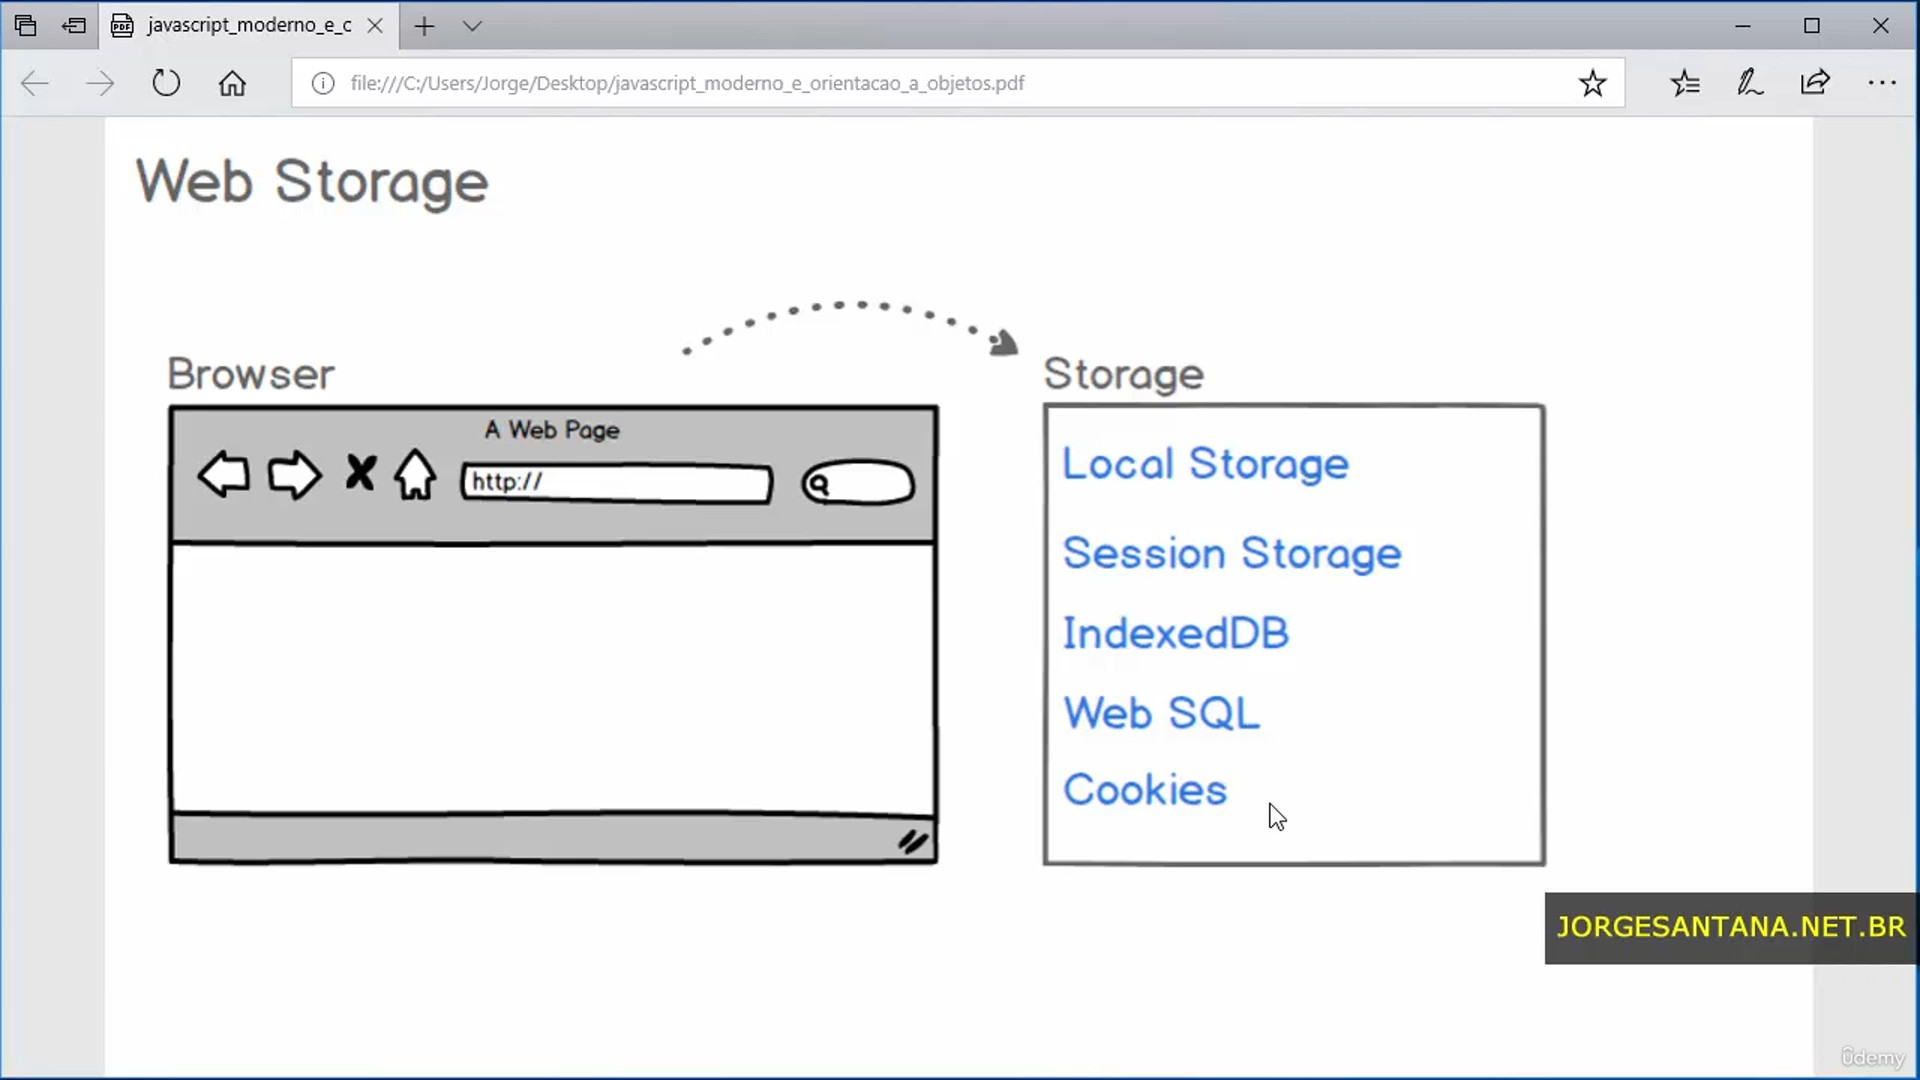 javascript_moderno_e_c
file:///C:/Users/Jorge/Desktop/javascript_moderno_e_orientacao_a_objetos.pdf
Web Storage
Browser
A Web Page
http://
Storage
Local Storage
Session Storage
IndexedDB
Web SQL
Cookies
JORGESANTANA.NET.BR
ûdemy